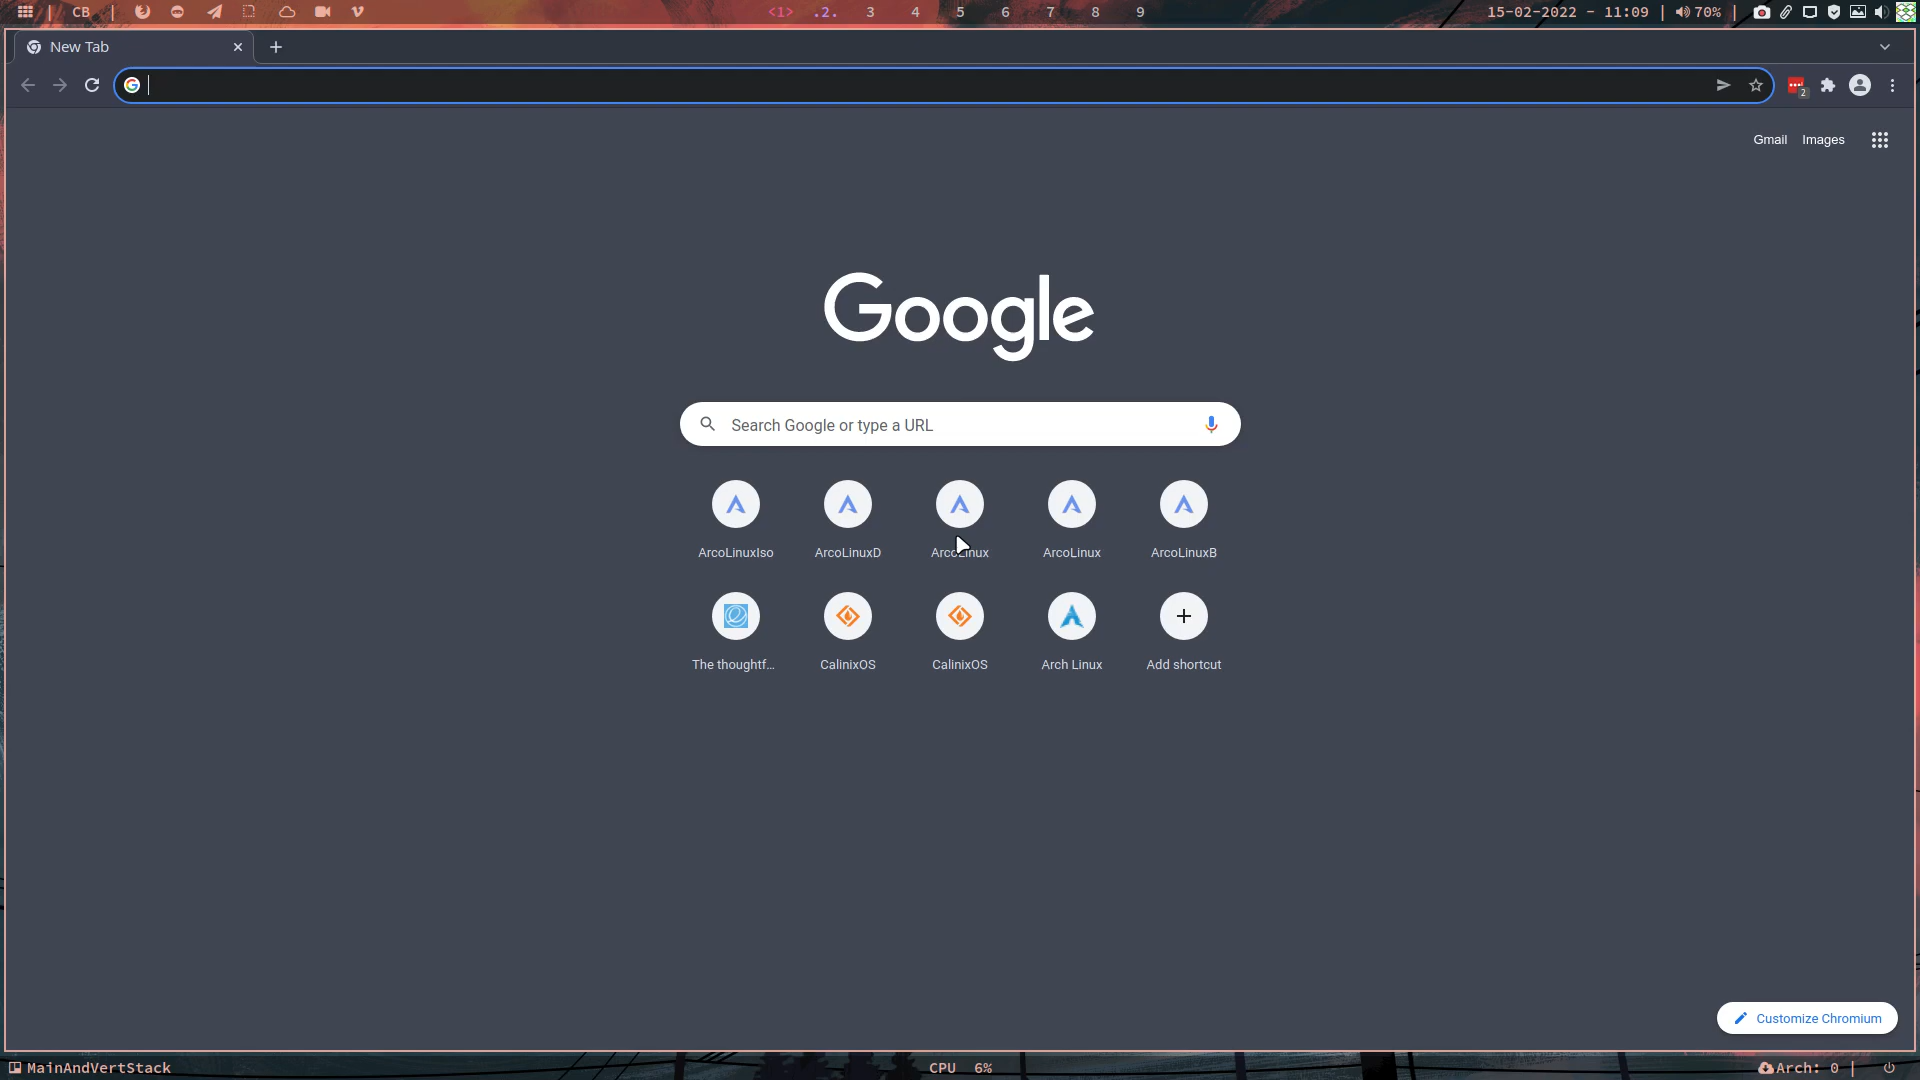 | CB | <1> .2. 3 4 5 6 7 8 9 15-02-2022 - 11:09 | 70% |
New Tab
2
Gmail Images
Google
Search Google or type a URL
ArcoLinuxIso ArcoLinuxD ArcoLinux ArcoLinux ArcoLinuxB
The thoughtf... CalinixOS CalinixOS Arch Linux Add shortcut
Customize Chromium
MainAndVertStack CPU 6% Arch: 0 |